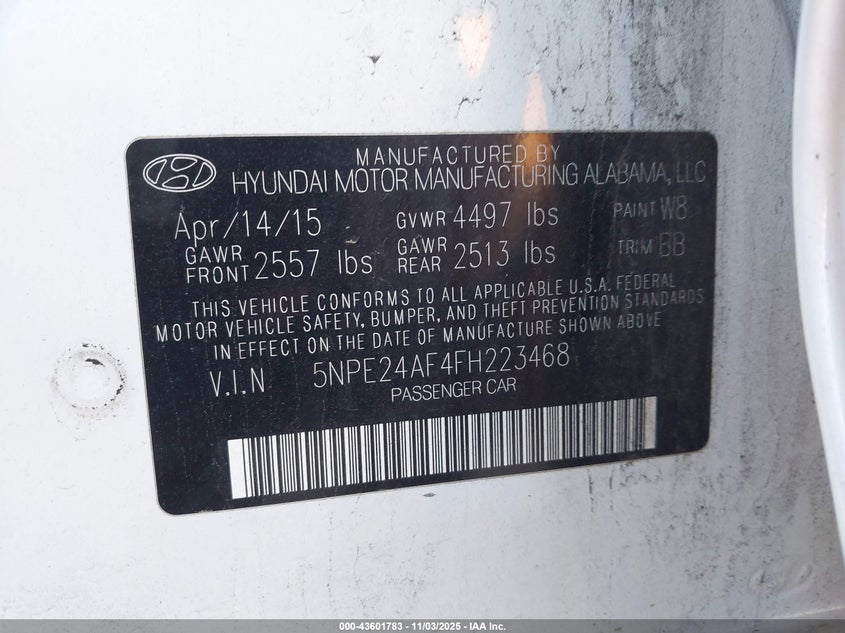 MANUFACTURED BY
HYUNDAI MOTOR MANUFACTURING ALABAMA, LLC
Apr/14/15 GVWR 4497 lbs PAINT W8
GAWR FRONT 2557 lbs GAWR REAR 2513 lbs TRIM BB
THIS VEHICLE CONFORMS TO ALL APPLICABLE U.S.A. FEDERAL
MOTOR VEHICLE SAFETY, BUMPER, AND THEFT PREVENTION STANDARDS
IN EFFECT ON THE DATE OF MANUFACTURE SHOWN ABOVE
V.I.N 5NPE24AF4FH223468
PASSENGER CAR
000-43601783 - 11/03/2025 - IAA Inc.